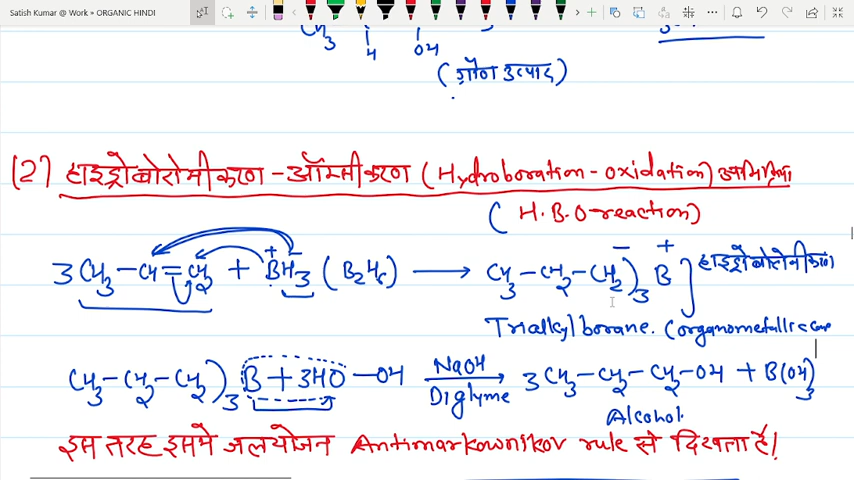 Satish Kumar @ Work » ORGANIC HINDI
CH3 H OH
(गौण उत्पाद)
(2) हाइड्रोबोरोनीकरण - ऑक्सीकरण (Hydroboration - oxidation) अभिक्रिया
(H.B.O-reaction)
3CH3-CH=CH2 + BH3 (B2H6) → CH3-CH2-CH2)3 B ] हाइड्रोबोरोनीकरण
Trialkylborane. (organometallic
CH3-CH2-CH2)3 B + 3HO-OH NaOH Diglyme → 3CH3-CH2-CH2-OH + B(OH)3
Alcohol
इस तरह इसमे जलयोजन Antimarkownikov rule से दिखता है!